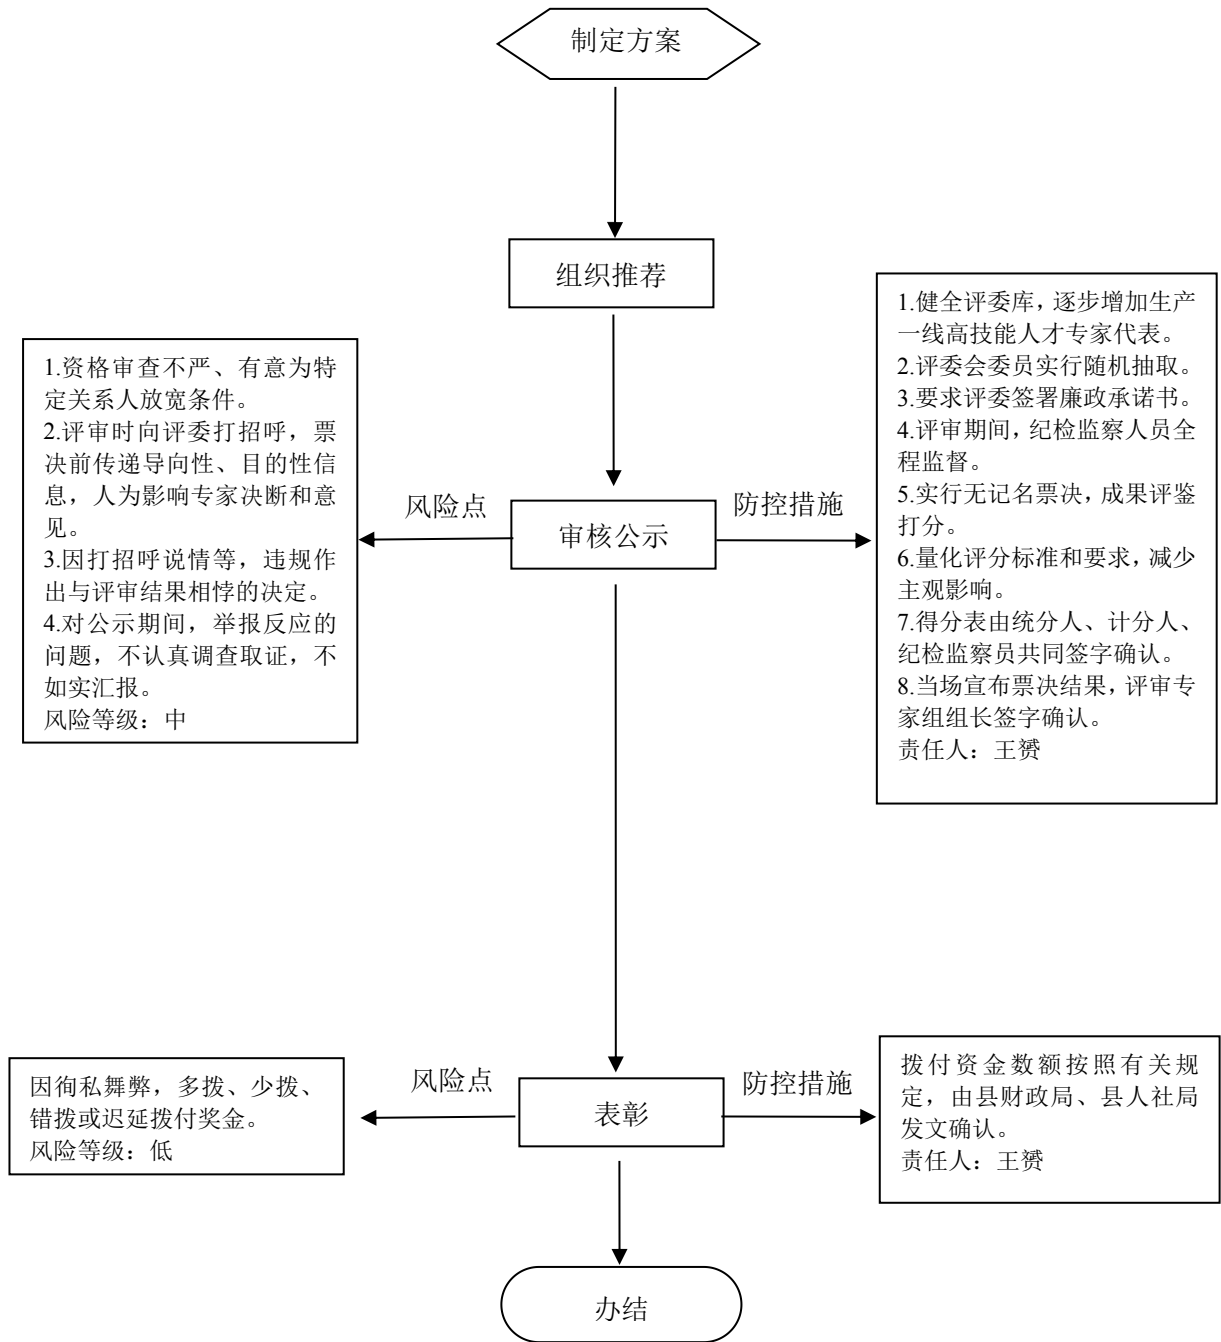 制定方案
组织推荐
1.健全评委库，逐步增加生产
一线高技能人才专家代表。
2.评委会委员实行随机抽取。
3.要求评委签署廉政承诺书。
4.评审期间，纪检监察人员全
程监督。
5.实行无记名票决，成果评鉴
打分。
6.量化评分标准和要求，减少
主观影响。
7.得分表由统分人、计分人、
纪检监察员共同签字确认。
8.当场宣布票决结果，评审专
家组组长签字确认。
责任人：王赟
1.资格审查不严、有意为特
定关系人放宽条件。
2.评审时向评委打招呼，票
决前传递导向性、目的性信
息，人为影响专家决断和意
见。
3.因打招呼说情等，违规作
出与评审结果相悖的决定。
4.对公示期间，举报反应的
问题，不认真调查取证，不
如实汇报。
风险等级：中
风险点
审核公示
防控措施
因徇私舞弊，多拨、少拨、
错拨或迟延拨付奖金。
风险等级：低
风险点
表彰
防控措施
拨付资金数额按照有关规
定，由县财政局、县人社局
发文确认。
责任人：王赟
办结